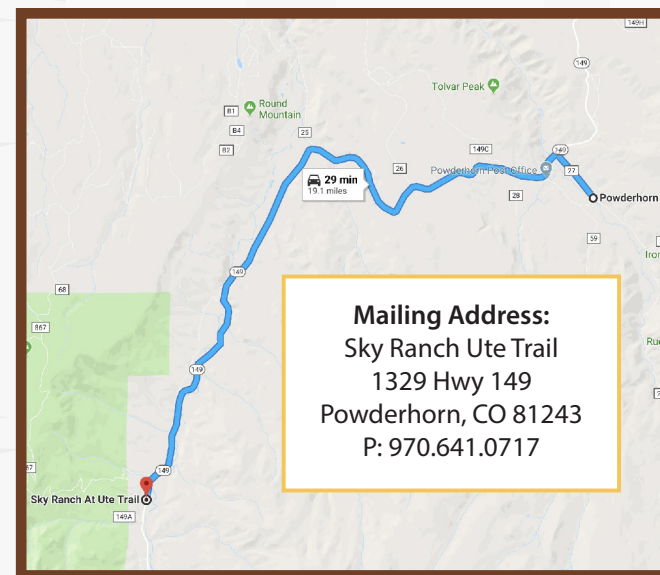 149H
149
Tolvar Peak
B1
Round
Mountain
B4
25
B2
149C
149
26
Powderhorn Post Office
27
29 min
19.1 miles
28
Powderhorn
59
Iron
149
68
867
Mailing Address:
Sky Ranch Ute Trail
1329 Hwy 149
Powderhorn, CO 81243
P: 970.641.0717
149
149
Sky Ranch At Ute Trail
149A